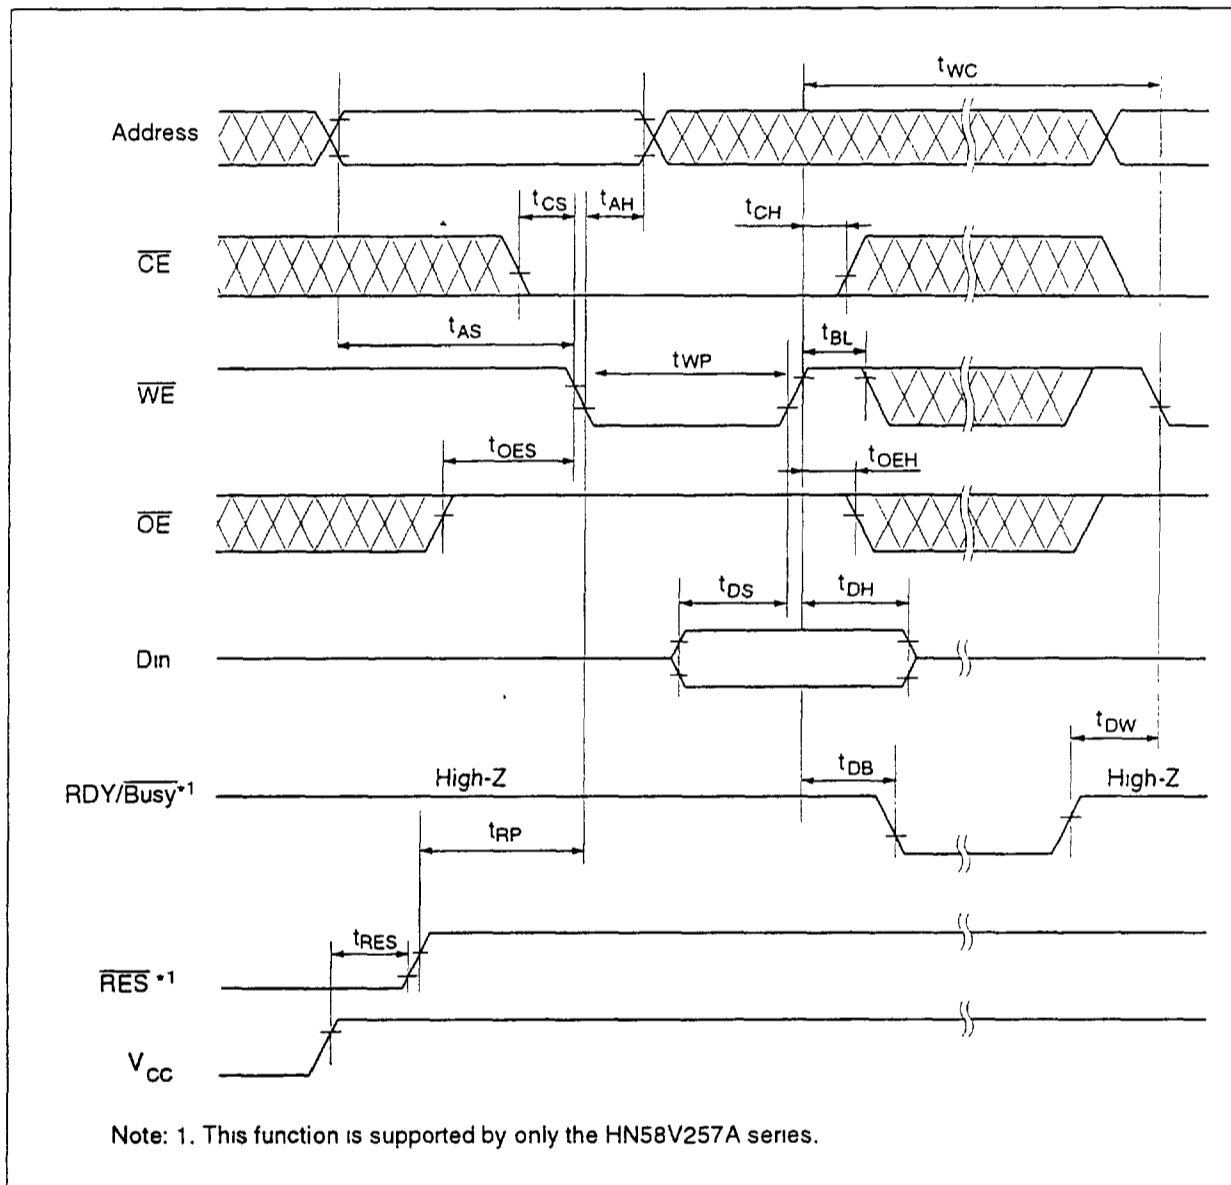 tWC
Address
tCS tAH
tCH
CE
tAS
tBL
tWP
WE
tOES
tOEH
OE
tDS tDH
Din
tDW
tDB
High-Z High-Z
RDY/Busy*1
tRP
tRES
RES *1
VCC
Note: 1. This function is supported by only the HN58V257A series.